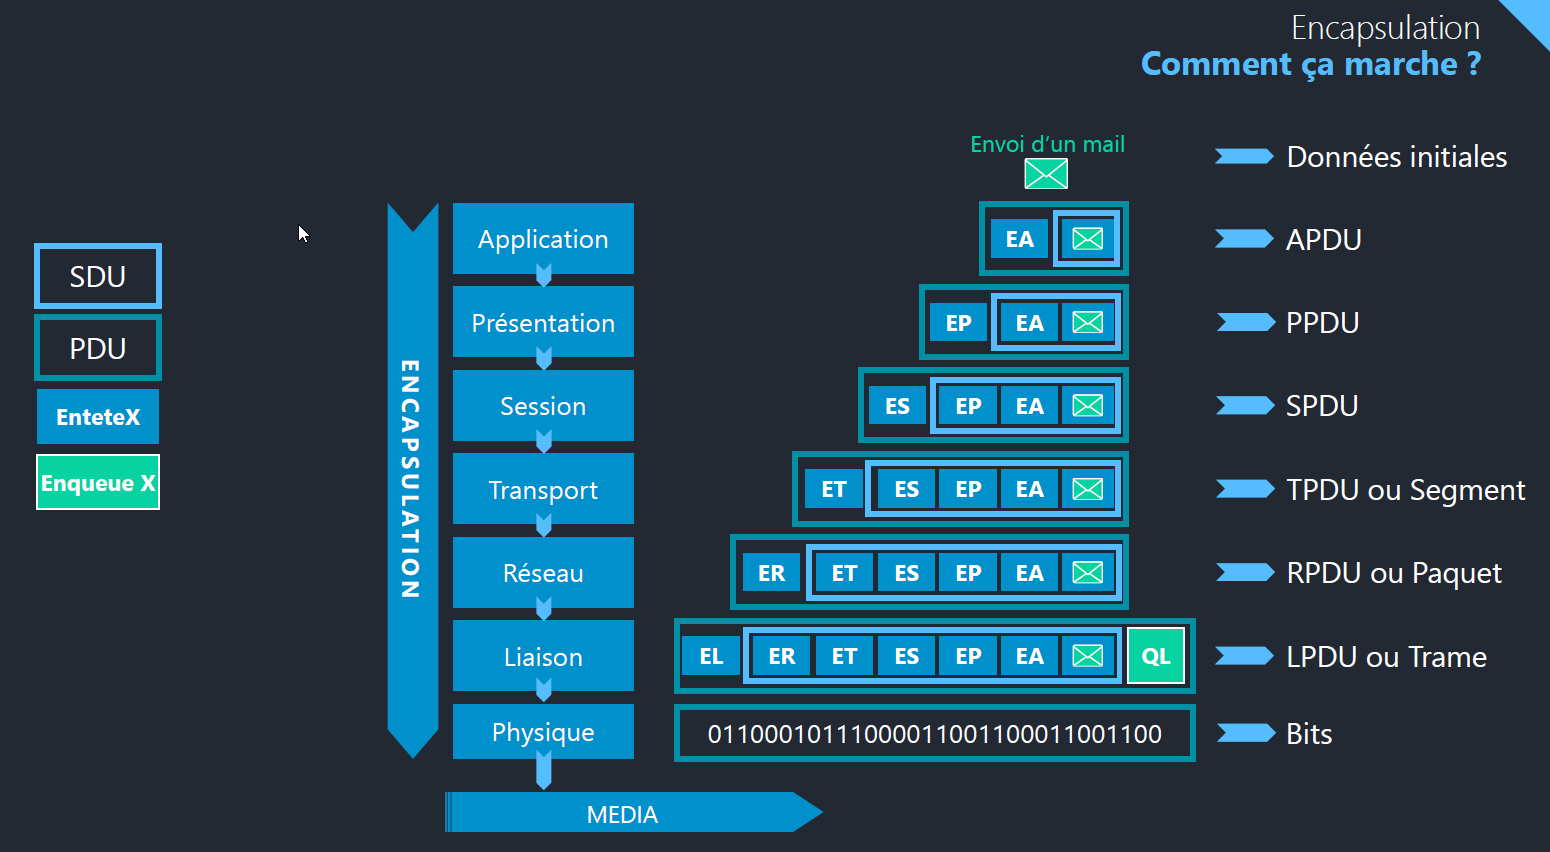 Encapsulation
Comment ça marche ?
Envoi d'un mail
Données initiales
SDU
PDU
EnteteX
Enqueue X
ENCAPSULATION
Application
EA
APDU
Présentation
EP EA
PPDU
Session
ES EP EA
SPDU
Transport
ET ES EP EA
TPDU ou Segment
Réseau
ER ET ES EP EA
RPDU ou Paquet
Liaison
EL ER ET ES EP EA QL
LPDU ou Trame
Physique
01100010111000011001100011001100
Bits
MEDIA